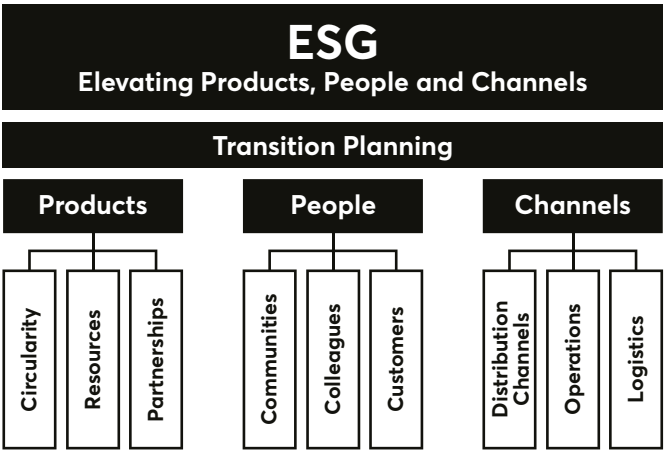 ESG
Elevating Products, People and Channels
Transition Planning
Products
People
Channels
Circularity
Resources
Partnerships
Communities
Colleagues
Customers
Distribution
Channels
Operations
Logistics